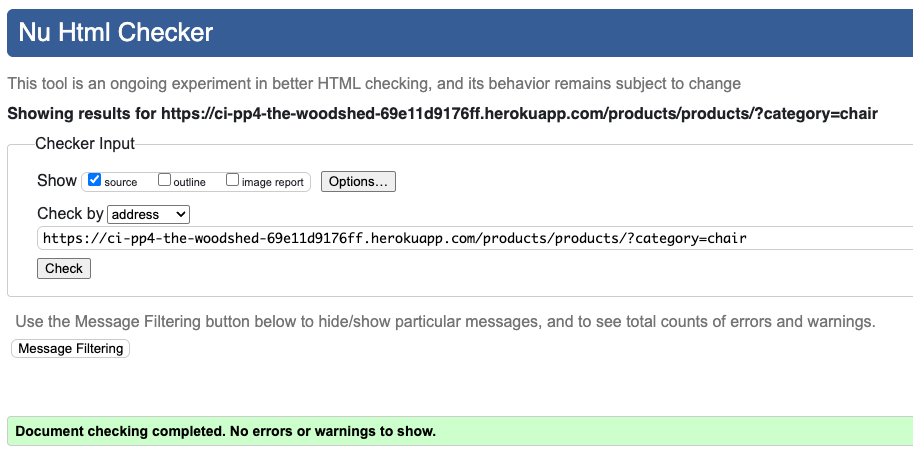 Nu Html Checker
This tool is an ongoing experiment in better HTML checking, and its behavior remains subject to change
Showing results for https://ci-pp4-the-woodshed-69e11d9176ff.herokuapp.com/products/products/?category=chair
Checker Input
Show source outline image report Options...
Check by address
https://ci-pp4-the-woodshed-69e11d9176ff.herokuapp.com/products/products/?category=chair
Check
Use the Message Filtering button below to hide/show particular messages, and to see total counts of errors and warnings.
Message Filtering
Document checking completed. No errors or warnings to show.